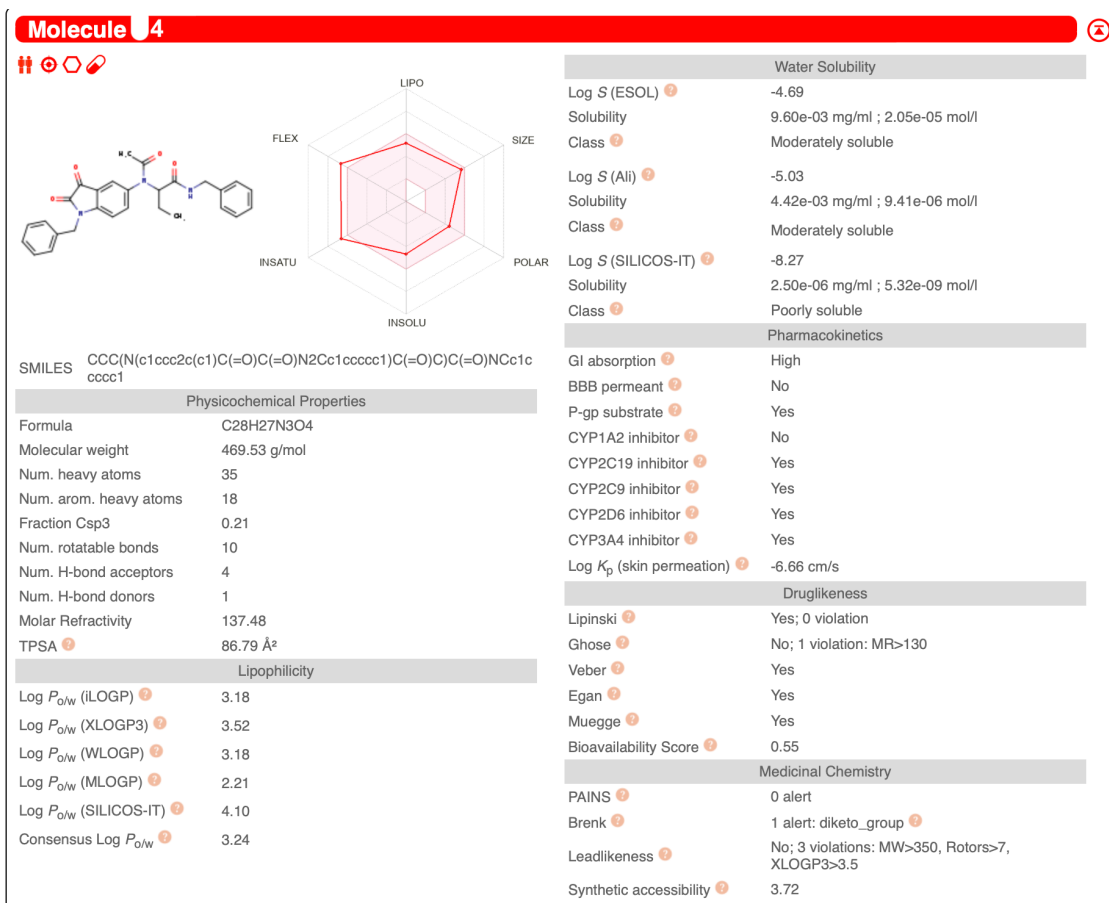 Molecule 4
LIPO
SIZE
POLAR
INSOLU
INSATU
FLEX
H3C
O
O
O
O
N
N
N
H
CH3
SMILES CCC(N(c1ccc2c(c1)C(=O)C(=O)N2Cc1ccccc1)C(=O)C)C(=O)NCc1c
cccc1
Physicochemical Properties
Formula C28H27N3O4
Molecular weight 469.53 g/mol
Num. heavy atoms 35
Num. arom. heavy atoms 18
Fraction Csp3 0.21
Num. rotatable bonds 10
Num. H-bond acceptors 4
Num. H-bond donors 1
Molar Refractivity 137.48
TPSA ? 86.79 Å²
Lipophilicity
Log Po/w (iLOGP) ? 3.18
Log Po/w (XLOGP3) ? 3.52
Log Po/w (WLOGP) ? 3.18
Log Po/w (MLOGP) ? 2.21
Log Po/w (SILICOS-IT) ? 4.10
Consensus Log Po/w ? 3.24
Water Solubility
Log S (ESOL) ? -4.69
Solubility 9.60e-03 mg/ml ; 2.05e-05 mol/l
Class ? Moderately soluble
Log S (Ali) ? -5.03
Solubility 4.42e-03 mg/ml ; 9.41e-06 mol/l
Class ? Moderately soluble
Log S (SILICOS-IT) ? -8.27
Solubility 2.50e-06 mg/ml ; 5.32e-09 mol/l
Class ? Poorly soluble
Pharmacokinetics
GI absorption ? High
BBB permeant ? No
P-gp substrate ? Yes
CYP1A2 inhibitor ? No
CYP2C19 inhibitor ? Yes
CYP2C9 inhibitor ? Yes
CYP2D6 inhibitor ? Yes
CYP3A4 inhibitor ? Yes
Log Kp (skin permeation) ? -6.66 cm/s
Druglikeness
Lipinski ? Yes; 0 violation
Ghose ? No; 1 violation: MR>130
Veber ? Yes
Egan ? Yes
Muegge ? Yes
Bioavailability Score ? 0.55
Medicinal Chemistry
PAINS ? 0 alert
Brenk ? 1 alert: diketo_group ?
Leadlikeness ? No; 3 violations: MW>350, Rotors>7,
XLOGP3>3.5
Synthetic accessibility ? 3.72